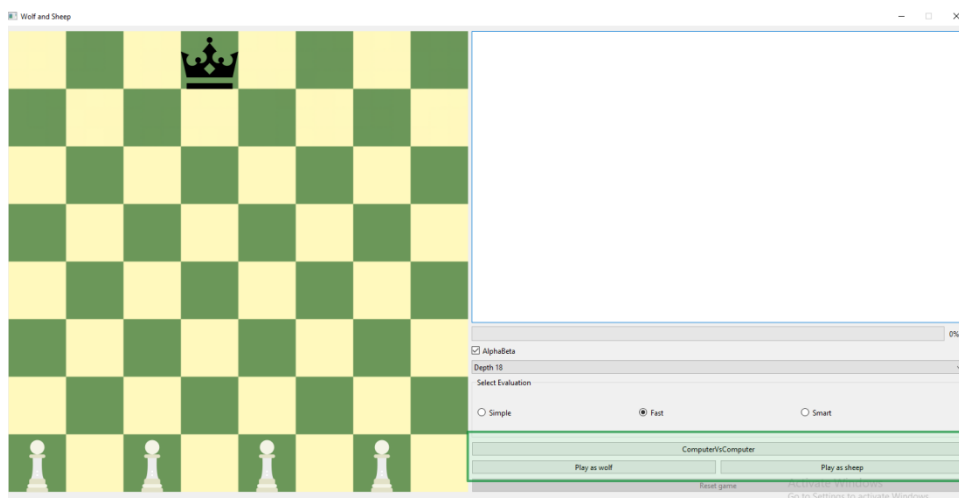 Wolf and Sheep
0%
AlphaBeta
Depth 18
Select Evaluation
Simple Fast Smart
ComputerVsComputer
Play as wolf Play as sheep
Reset game
Activate Windows
Go to Settings to activate Windows.